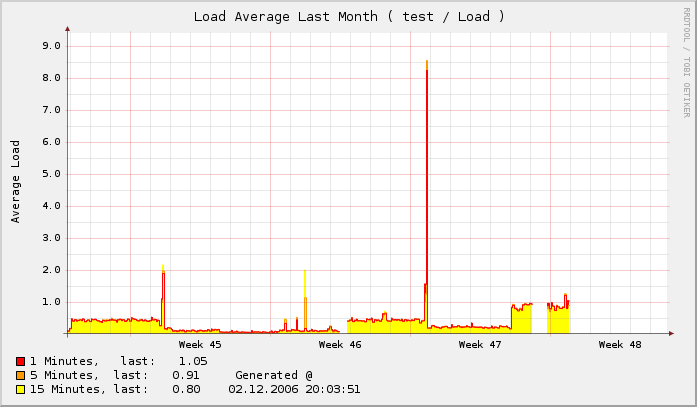 Load Average Last Month ( test / Load )
RRDTOOL / TOBI OETIKER
Average Load
9.0
8.0
7.0
6.0
5.0
4.0
3.0
2.0
1.0
Week 45 Week 46 Week 47 Week 48
1 Minutes, last: 1.05
5 Minutes, last: 0.91 Generated @
15 Minutes, last: 0.80 02.12.2006 20:03:51